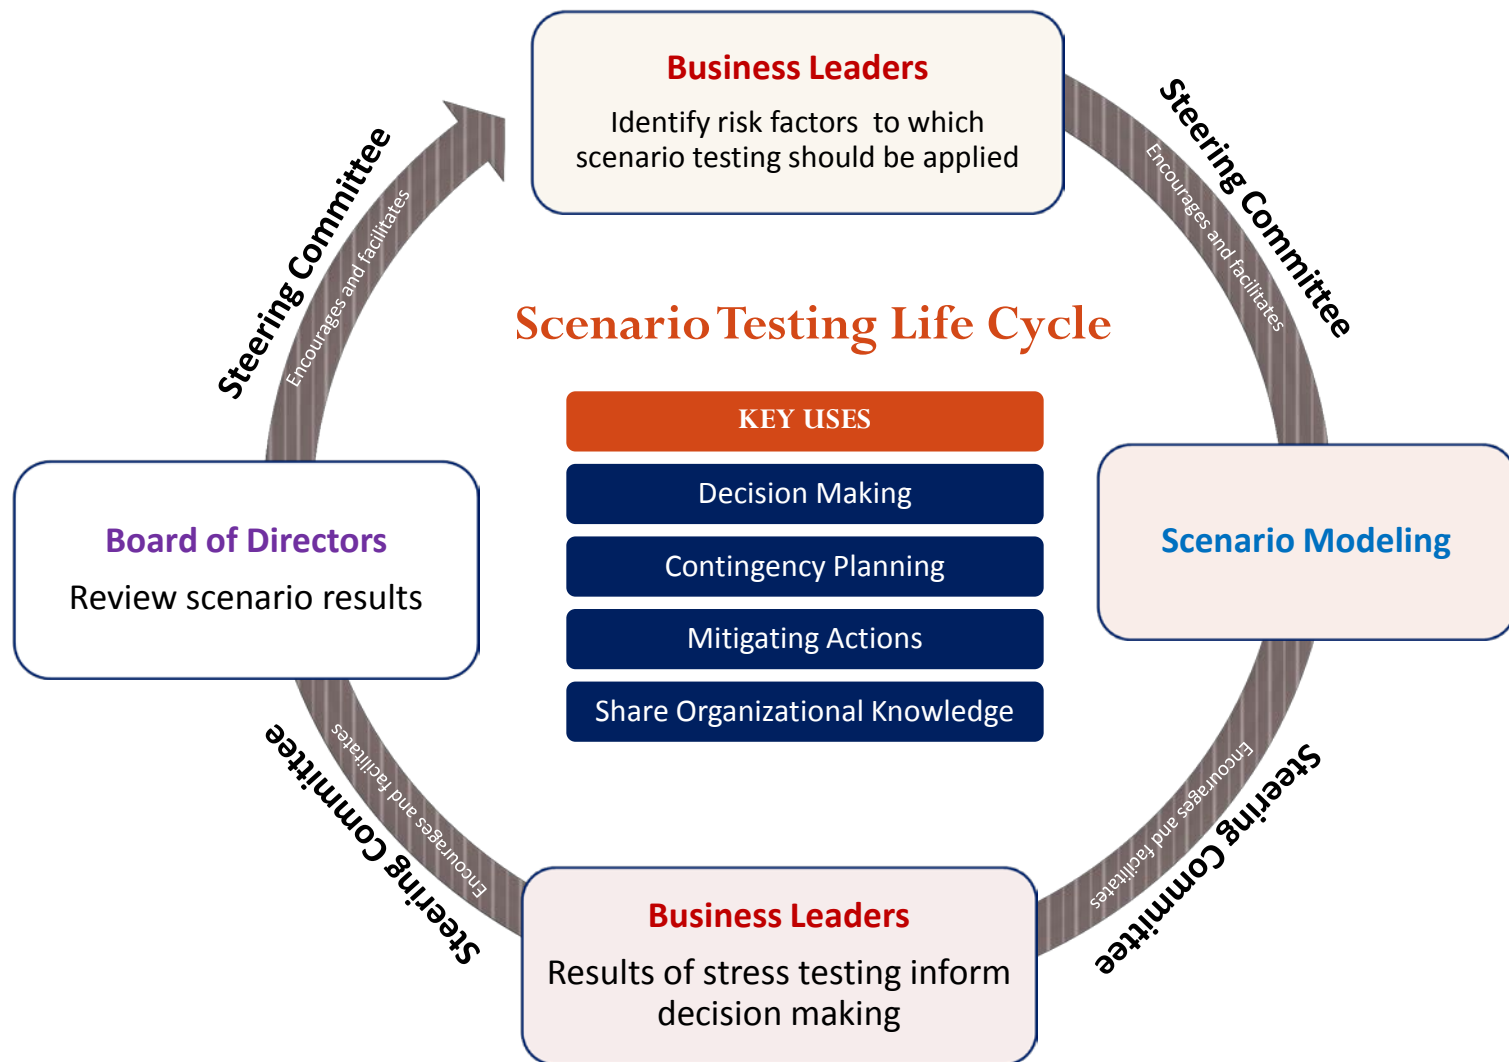 Business Leaders
Identify risk factors to which
scenario testing should be applied
Steering Committee
Encourages and facilitates
Steering Committee
Encourages and facilitates
Scenario Testing Life Cycle
KEY USES
Decision Making
Contingency Planning
Mitigating Actions
Share Organizational Knowledge
Board of Directors
Review scenario results
Scenario Modeling
Steering Committee
Encourages and facilitates
Steering Committee
Encourages and facilitates
Business Leaders
Results of stress testing inform
decision making